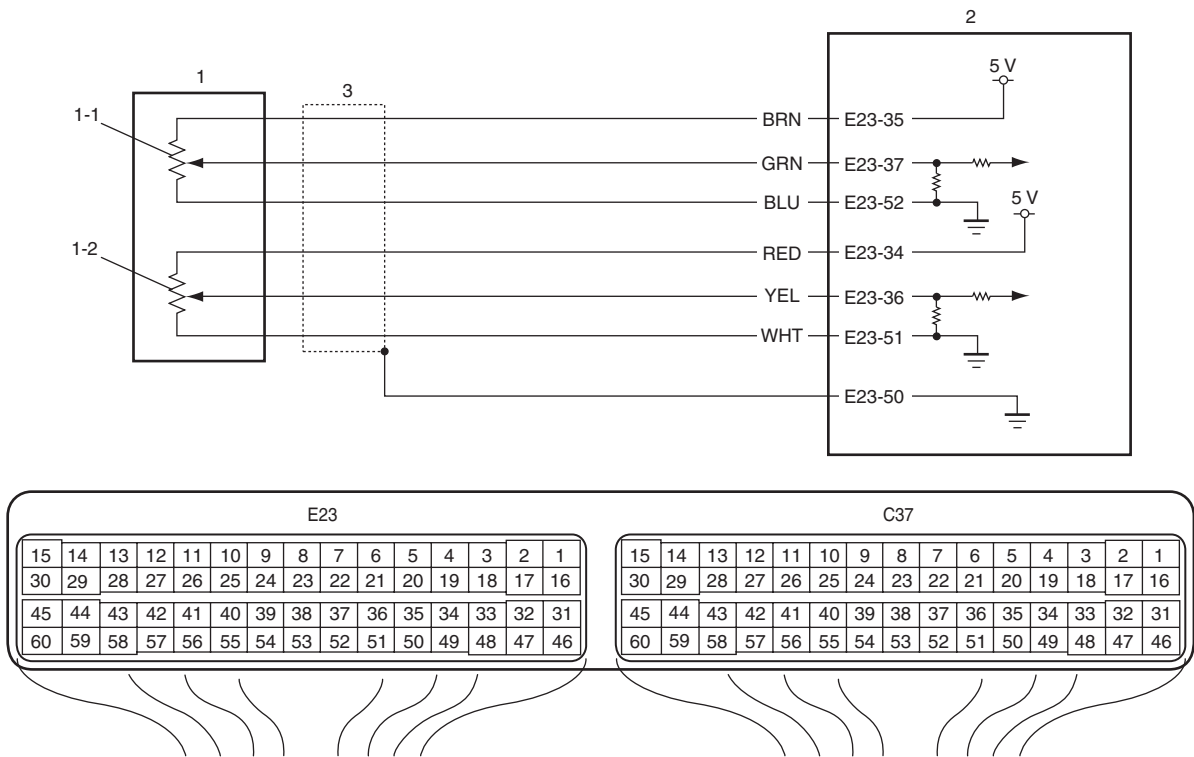 2
5 V
1
3
1-1
BRN E23-35
GRN E23-37
5 V
BLU E23-52
1-2
RED E23-34
YEL E23-36
WHT E23-51
E23-50
E23 C37
15 14 13 12 11 10 9 8 7 6 5 4 3 2 1 15 14 13 12 11 10 9 8 7 6 5 4 3 2 1
30 29 28 27 26 25 24 23 22 21 20 19 18 17 16 30 29 28 27 26 25 24 23 22 21 20 19 18 17 16
45 44 43 42 41 40 39 38 37 36 35 34 33 32 31 45 44 43 42 41 40 39 38 37 36 35 34 33 32 31
60 59 58 57 56 55 54 53 52 51 50 49 48 47 46 60 59 58 57 56 55 54 53 52 51 50 49 48 47 46